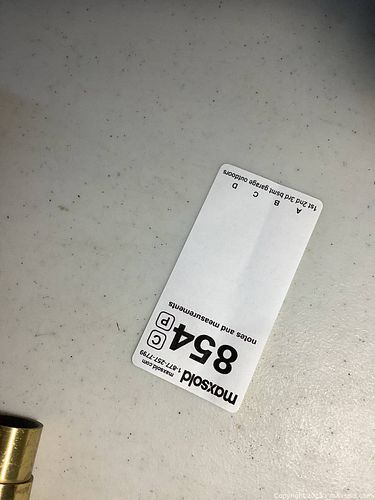 maxsold
maxsold.com
1-877-257-7799
854
C
P
notes and measurements
A B C D
1st 2nd 3rd bsmt garage outdoors